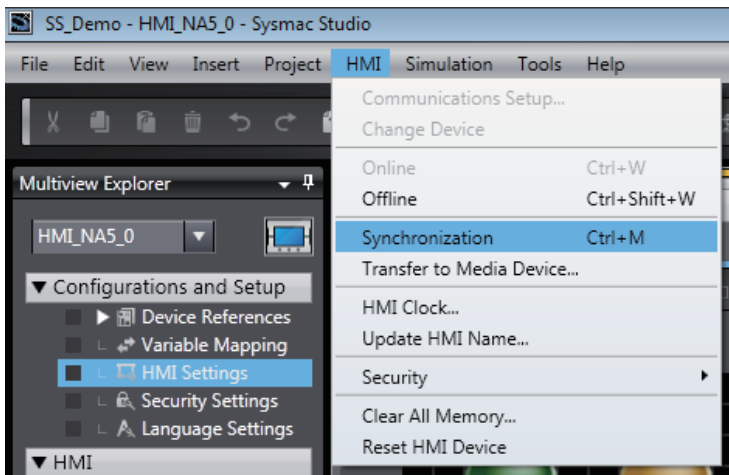 SS_Demo - HMI_NA5_0 - Sysmac Studio
File Edit View Insert Project HMI Simulation Tools Help
Communications Setup...
Change Device
Online Ctrl+W
Offline Ctrl+Shift+W
Synchronization Ctrl+M
Transfer to Media Device...
HMI Clock...
Update HMI Name...
Security
Clear All Memory...
Reset HMI Device
Multiview Explorer
HMI_NA5_0
Configurations and Setup
Device References
Variable Mapping
HMI Settings
Security Settings
Language Settings
HMI